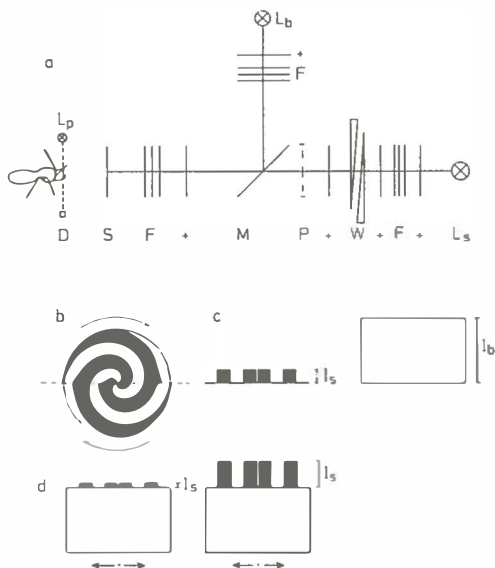 L_b
+
a
F
L_p
D S F + M P + W + F + L_s
b c
I_s
I_b
d
I_s
I_s